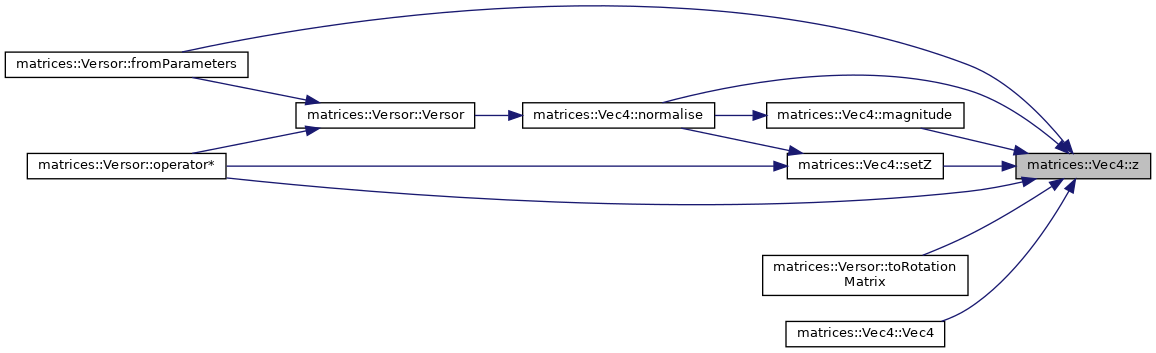 matrices::Versor::fromParameters
matrices::Versor::Versor
matrices::Vec4::normalise
matrices::Vec4::magnitude
matrices::Versor::operator*
matrices::Vec4::setZ
matrices::Vec4::z
matrices::Versor::toRotation
Matrix
matrices::Vec4::Vec4